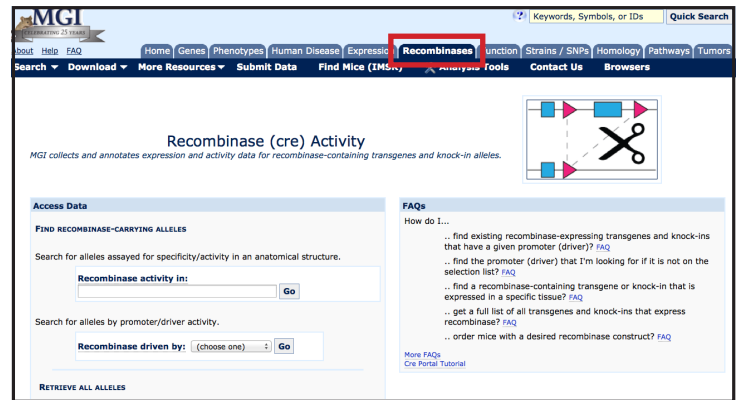 MGI
CELEBRATING 25 YEARS
Keywords, Symbols, or IDs Quick Search
About Help FAQ
Home Genes Phenotypes Human Disease Expression Recombinases Function Strains / SNPs Homology Pathways Tumors
Search ▼ Download ▼ More Resources ▼ Submit Data Find Mice (IMSR) Analysis Tools Contact Us Browsers
Recombinase (cre) Activity
MGI collects and annotates expression and activity data for recombinase-containing transgenes and knock-in alleles.
Access Data
FIND RECOMBINASE-CARRYING ALLELES
Search for alleles assayed for specificity/activity in an anatomical structure.
Recombinase activity in:
Go
Search for alleles by promoter/driver activity.
Recombinase driven by: (choose one) Go
RETRIEVE ALL ALLELES
FAQs
How do I...
.. find existing recombinase-expressing transgenes and knock-ins
that have a given promoter (driver)? FAQ
.. find the promoter (driver) that I'm looking for if it is not on the
selection list? FAQ
.. find a recombinase-containing transgene or knock-in that is
expressed in a specific tissue? FAQ
.. get a full list of all transgenes and knock-ins that express
recombinase? FAQ
.. order mice with a desired recombinase construct? FAQ
More FAQs
Cre Portal Tutorial